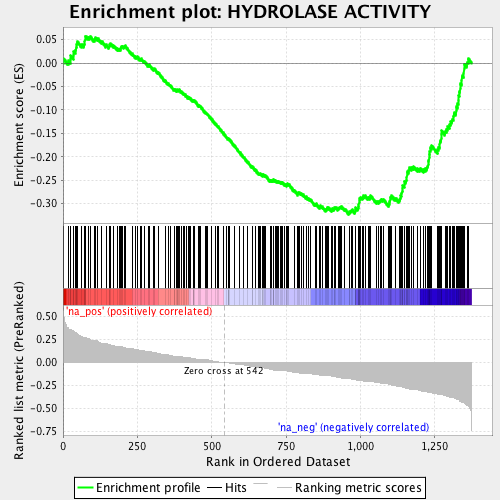 Enrichment plot: HYDROLASE ACTIVITY
Enrichment score (ES)
0.05
0.00
-0.05
-0.10
-0.15
-0.20
-0.25
-0.30
'na_pos' (positively correlated)
Ranked list metric (PreRanked)
0.50
0.25
0.00
-0.25
-0.50
-0.75
Zero cross at 542
'na_neg' (negatively correlated)
0
250
500
750
1,000
1,250
Rank in Ordered Dataset
Enrichment profile
Hits
Ranking metric scores